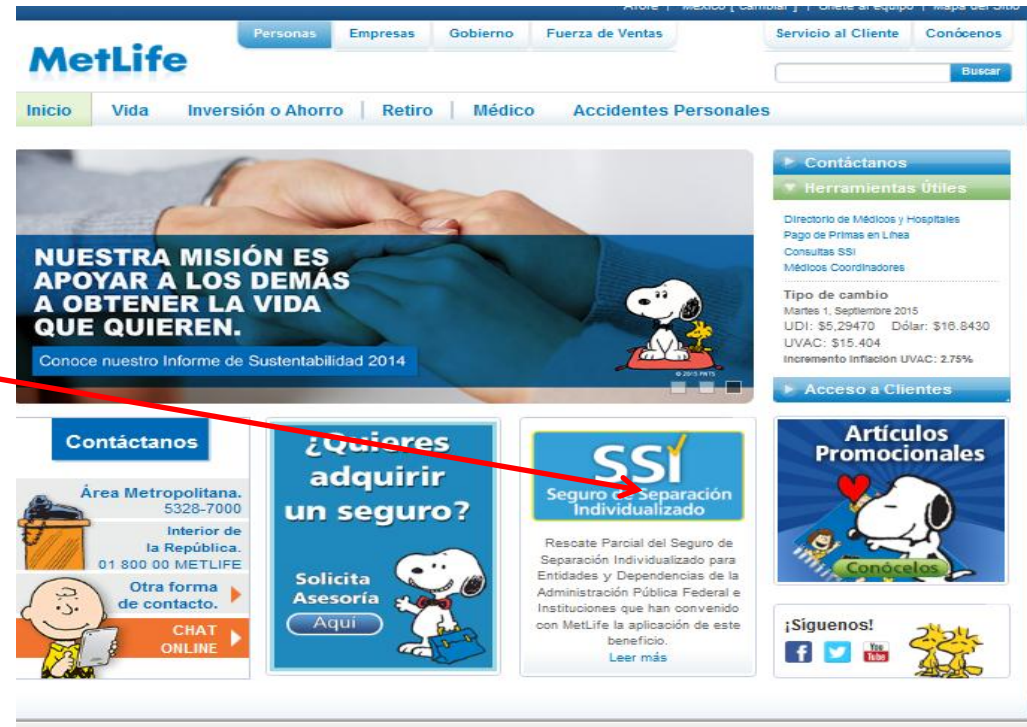 Afore | México [ Cambiar ] | Únete al equipo | Mapa del Sitio
Personas Empresas Gobierno Fuerza de Ventas Servicio al Cliente Conócenos
MetLife
Buscar
Inicio Vida Inversión o Ahorro | Retiro | Médico Accidentes Personales
NUESTRA MISIÓN ES
APOYAR A LOS DEMÁS
A OBTENER LA VIDA
QUE QUIEREN.
Conoce nuestro Informe de Sustentabilidad 2014
© 2015 PNTS
Contáctanos
Herramientas Útiles
Directorio de Médicos y Hospitales
Pago de Primas en Línea
Consultas SSI
Médicos Coordinadores
Tipo de cambio
Martes 1, Septiembre 2015
UDI: $5,29470 Dólar: $16.8430
UVAC: $15.404
Incremento Inflación UVAC: 2.75%
Acceso a Clientes
Contáctanos
Área Metropolitana.
5328-7000
Interior de
la República.
01 800 00 METLIFE
Otra forma
de contacto.
CHAT
ONLINE
¿Quieres
adquirir
un seguro?
Solicita
Asesoría
Aquí
SSI
Seguro de Separación
Individualizado
Rescate Parcial del Seguro de
Separación Individualizado para
Entidades y Dependencias de la
Administración Pública Federal e
Instituciones que han convenido
con MetLife la aplicación de este
beneficio.
Leer más
Artículos
Promocionales
Conócelos
¡Síguenos!
You
Tube